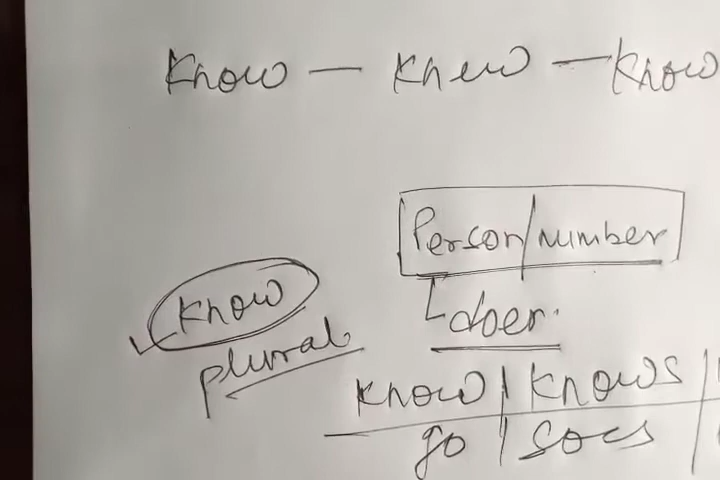 know – knew – know
Person/number
know
doer.
plural
know | knows |
go | goes |